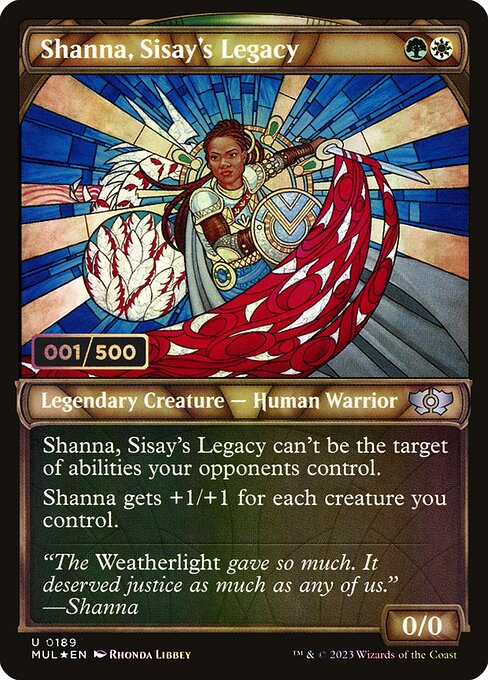 Shanna, Sisay's Legacy
001/500
Legendary Creature — Human Warrior
Shanna, Sisay's Legacy can't be the target
of abilities your opponents control.
Shanna gets +1/+1 for each creature you
control.
"The Weatherlight gave so much. It
deserved justice as much as any of us."
—Shanna
0/0
U 0189
MUL★EN Rhonda Libbey
™ & © 2023 Wizards of the Coast